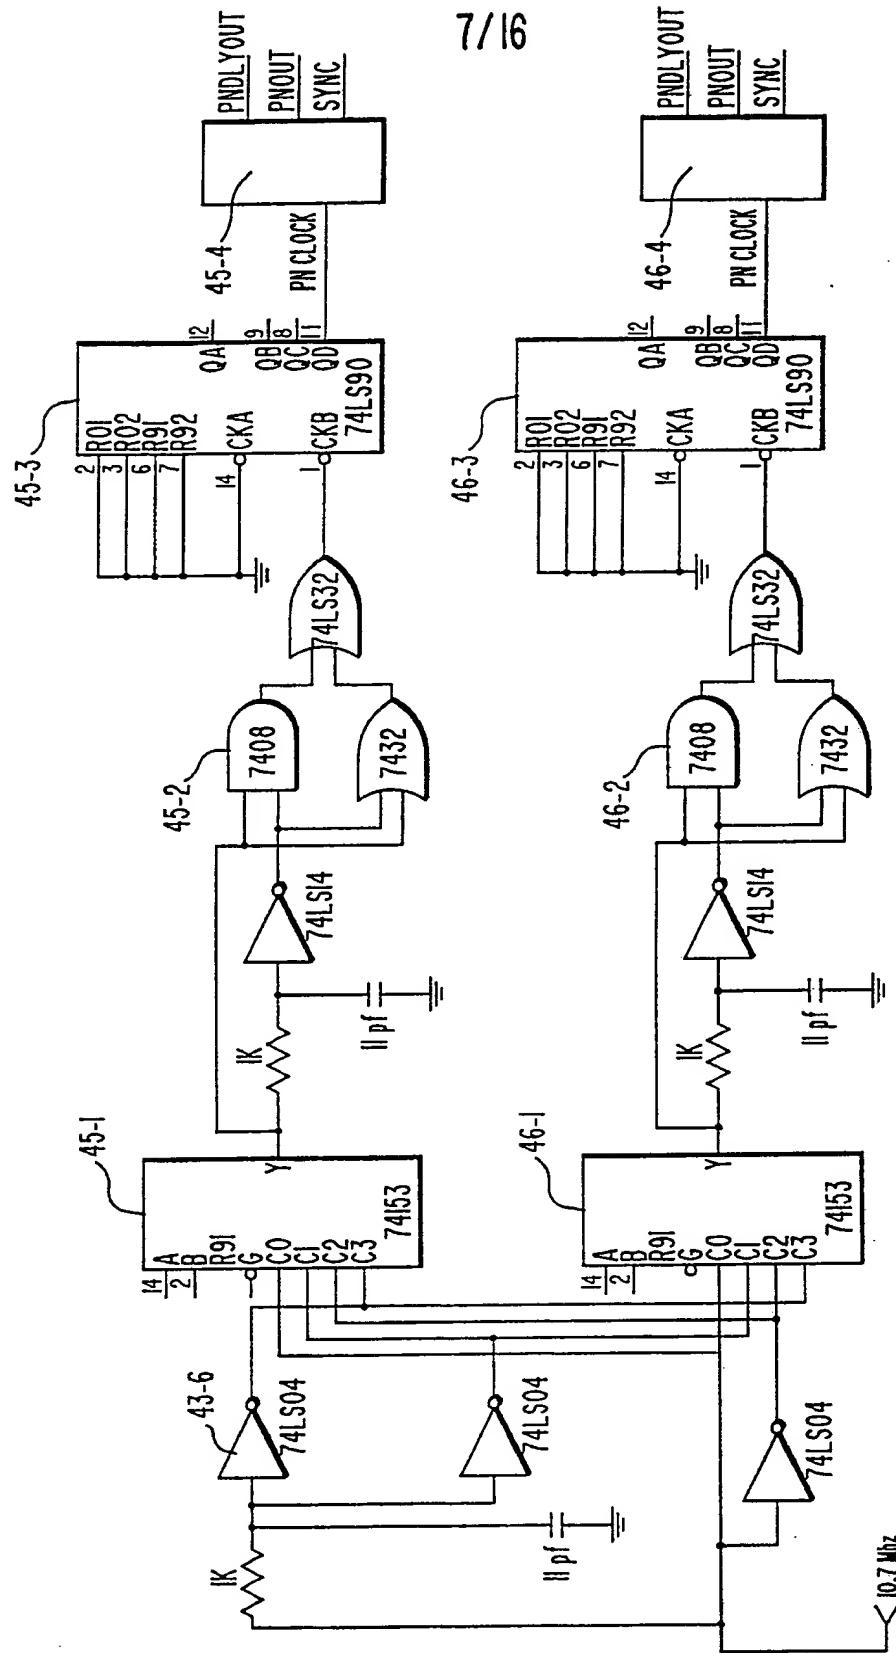 7/16
45-4
PNDLYOUT
PNOUT
SYNC
PN CLOCK
45-3
2 R01
3 R02
6 R91
7 R92
14 CKA
1 CKB
QA 12
QB 9
QC 8
QD 11
74LS90
74LS32
45-2
7408
7432
74LS14
1K
11 pf
45-1
14 A
2 B
R91
G
C0
C1
C2
C3
Y
74153
43-6
74LS04
74LS04
1K
11 pf
46-4
PNDLYOUT
PNOUT
SYNC
PN CLOCK
46-3
2 R01
3 R02
6 R91
7 R92
14 CKA
1 CKB
QA 12
QB 9
QC 8
QD 11
74LS90
74LS32
46-2
7408
7432
74LS14
1K
11 pf
46-1
14 A
2 B
R91
G
C0
C1
C2
C3
Y
74153
74LS04
10.7 Mhz